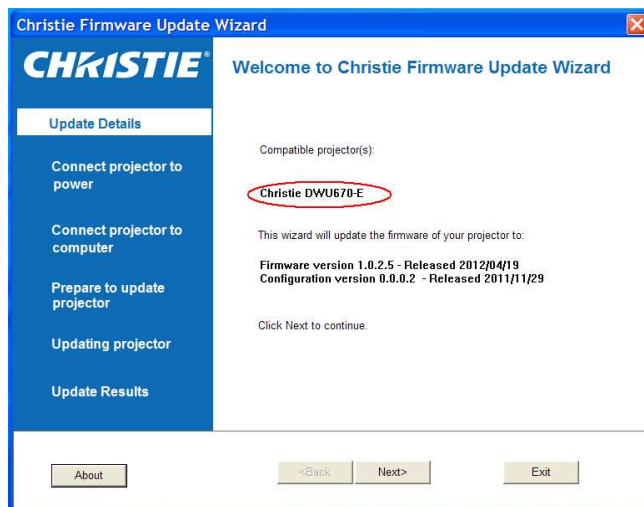 Christie Firmware Update Wizard
CHRISTIE®
Welcome to Christie Firmware Update Wizard
Update Details
Connect projector to
power
Connect projector to
computer
Prepare to update
projector
Updating projector
Update Results
Compatible projector(s):
Christie DWU670-E
This wizard will update the firmware of your projector to:
Firmware version 1.0.2.5 - Released 2012/04/19
Configuration version 0.0.0.2 - Released 2011/11/29
Click Next to continue.
About
<Back
Next>
Exit